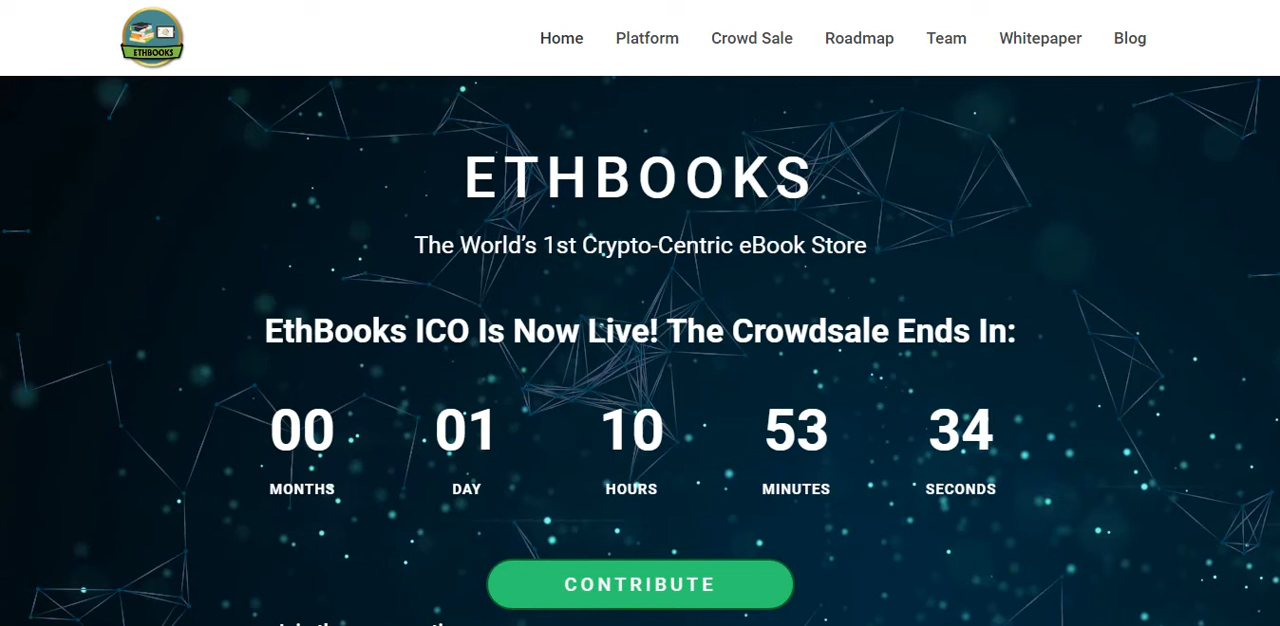 ETHBOOKS
Home Platform Crowd Sale Roadmap Team Whitepaper Blog
ETHBOOKS
The World’s 1st Crypto-Centric eBook Store
EthBooks ICO Is Now Live! The Crowdsale Ends In:
00 01 10 53 34
MONTHS DAY HOURS MINUTES SECONDS
CONTRIBUTE